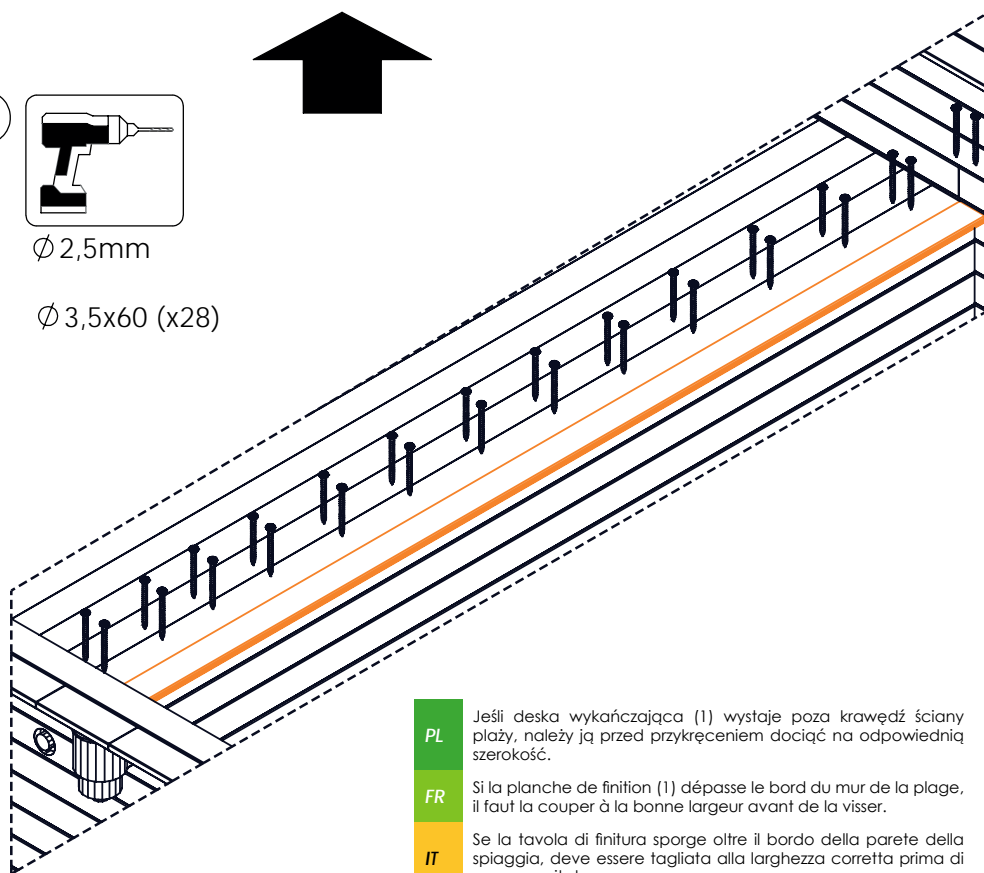 Ø 2,5mm
Ø 3,5x60 (x28)
PL
Jeśli deska wykańczająca (1) wystaje poza krawędź ściany
plaży, należy ją przed przykręceniem dociąć na odpowiednią
szerokość.
FR
Si la planche de finition (1) dépasse le bord du mur de la plage,
il faut la couper à la bonne largeur avant de la visser.
IT
Se la tavola di finitura sporge oltre il bordo della parete della
spiaggia, deve essere tagliata alla larghezza corretta prima di